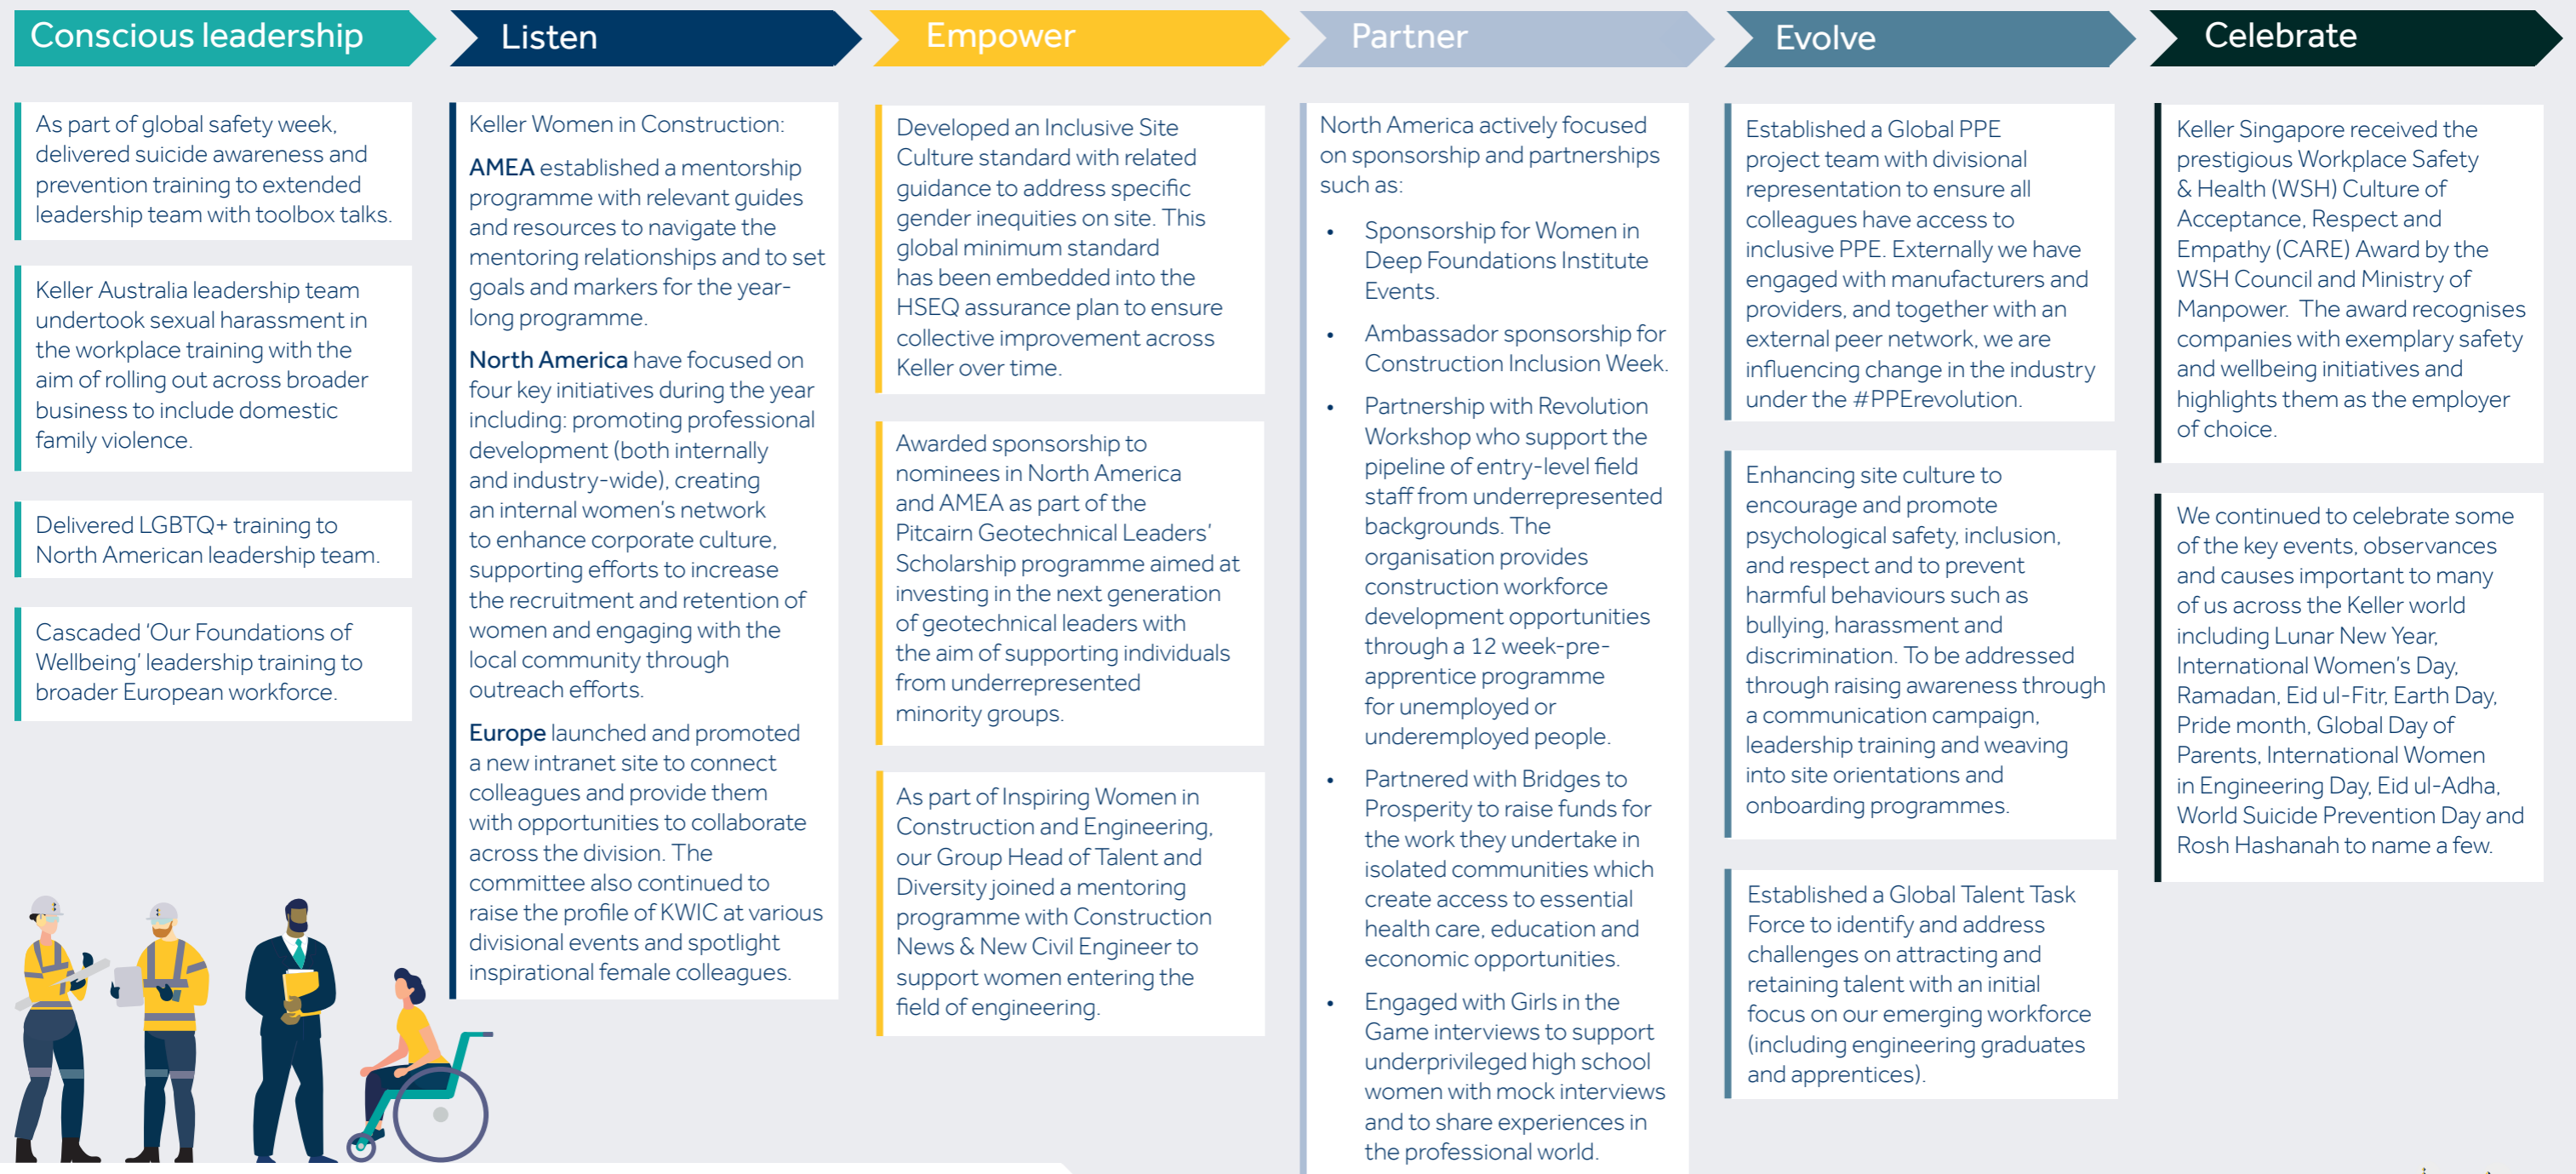 Conscious leadership
As part of global safety week,
delivered suicide awareness and
prevention training to extended
leadership team with toolbox talks.
Keller Australia leadership team
undertook sexual harassment in
the workplace training with the
aim of rolling out across broader
business to include domestic
family violence.
Delivered LGBTQ+ training to
North American leadership team.
Cascaded ‘Our Foundations of
Wellbeing’ leadership training to
broader European workforce.
Listen
Keller Women in Construction:
AMEA established a mentorship
programme with relevant guides
and resources to navigate the
mentoring relationships and to set
goals and markers for the year-
long programme.
North America have focused on
four key initiatives during the year
including: promoting professional
development (both internally
and industry-wide), creating
an internal women’s network
to enhance corporate culture,
supporting efforts to increase
the recruitment and retention of
women and engaging with the
local community through
outreach efforts.
Europe launched and promoted
a new intranet site to connect
colleagues and provide them
with opportunities to collaborate
across the division. The
committee also continued to
raise the profile of KWIC at various
divisional events and spotlight
inspirational female colleagues.
Empower
Developed an Inclusive Site
Culture standard with related
guidance to address specific
gender inequities on site. This
global minimum standard
has been embedded into the
HSEQ assurance plan to ensure
collective improvement across
Keller over time.
Awarded sponsorship to
nominees in North America
and AMEA as part of the
Pitcairn Geotechnical Leaders’
Scholarship programme aimed at
investing in the next generation
of geotechnical leaders with
the aim of supporting individuals
from underrepresented
minority groups.
As part of Inspiring Women in
Construction and Engineering,
our Group Head of Talent and
Diversity joined a mentoring
programme with Construction
News & New Civil Engineer to
support women entering the
field of engineering.
Partner
North America actively focused
on sponsorship and partnerships
such as:
• Sponsorship for Women in
Deep Foundations Institute
Events.
• Ambassador sponsorship for
Construction Inclusion Week.
• Partnership with Revolution
Workshop who support the
pipeline of entry-level field
staff from underrepresented
backgrounds. The
organisation provides
construction workforce
development opportunities
through a 12 week-pre-
apprentice programme
for unemployed or
underemployed people.
• Partnered with Bridges to
Prosperity to raise funds for
the work they undertake in
isolated communities which
create access to essential
health care, education and
economic opportunities.
• Engaged with Girls in the
Game interviews to support
underprivileged high school
women with mock interviews
and to share experiences in
the professional world.
Evolve
Established a Global PPE
project team with divisional
representation to ensure all
colleagues have access to
inclusive PPE. Externally we have
engaged with manufacturers and
providers, and together with an
external peer network, we are
influencing change in the industry
under the #PPErevolution.
Enhancing site culture to
encourage and promote
psychological safety, inclusion,
and respect and to prevent
harmful behaviours such as
bullying, harassment and
discrimination. To be addressed
through raising awareness through
a communication campaign,
leadership training and weaving
into site orientations and
onboarding programmes.
Established a Global Talent Task
Force to identify and address
challenges on attracting and
retaining talent with an initial
focus on our emerging workforce
(including engineering graduates
and apprentices).
Celebrate
Keller Singapore received the
prestigious Workplace Safety
& Health (WSH) Culture of
Acceptance, Respect and
Empathy (CARE) Award by the
WSH Council and Ministry of
Manpower. The award recognises
companies with exemplary safety
and wellbeing initiatives and
highlights them as the employer
of choice.
We continued to celebrate some
of the key events, observances
and causes important to many
of us across the Keller world
including Lunar New Year,
International Women’s Day,
Ramadan, Eid ul-Fitr, Earth Day,
Pride month, Global Day of
Parents, International Women
in Engineering Day, Eid ul-Adha,
World Suicide Prevention Day and
Rosh Hashanah to name a few.